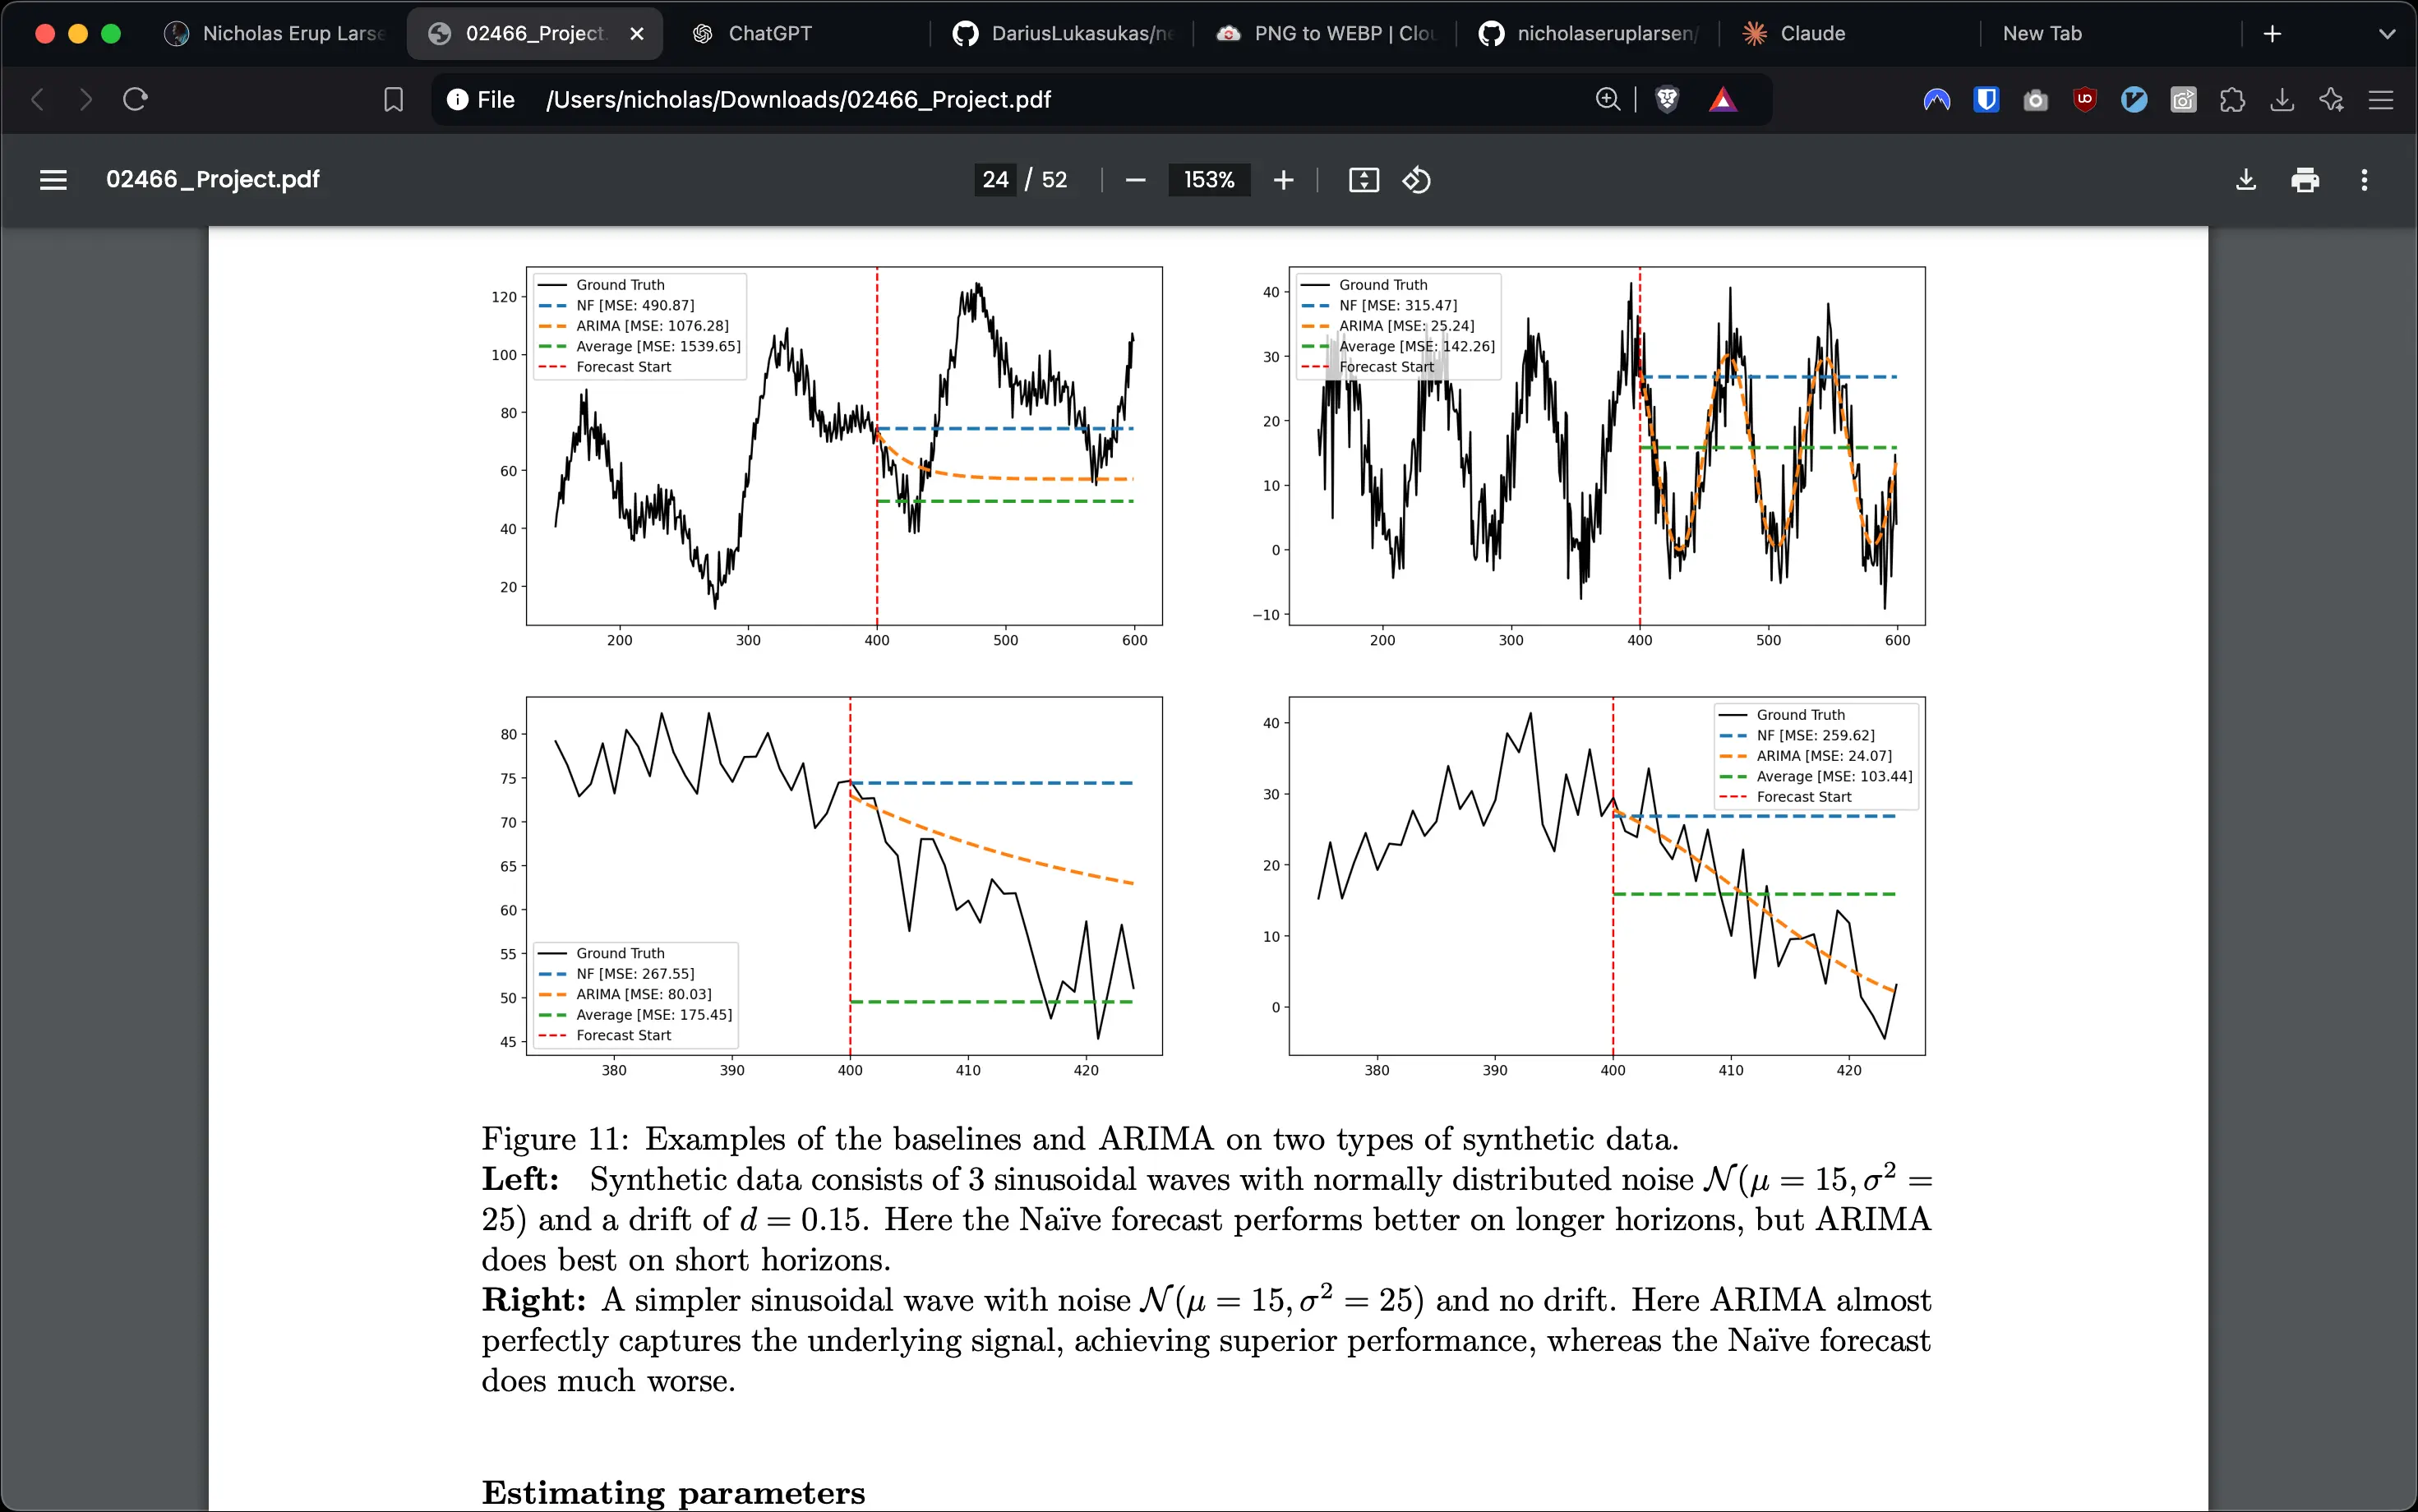 Nicholas Erup Larse
02466_Project.
ChatGPT
DariusLukasukas/ne
PNG to WEBP | Clou
nicholaseruplarsen/
Claude
New Tab
File /Users/nicholas/Downloads/02466_Project.pdf
02466_Project.pdf
24 / 52
153%
Ground Truth
NF [MSE: 490.87]
ARIMA [MSE: 1076.28]
Average [MSE: 1539.65]
Forecast Start
120
100
80
60
40
20
200 300 400 500 600
Ground Truth
NF [MSE: 315.47]
ARIMA [MSE: 25.24]
Average [MSE: 142.26]
Forecast Start
40
30
20
10
0
−10
200 300 400 500 600
80
75
70
65
60
55
50
45
Ground Truth
NF [MSE: 267.55]
ARIMA [MSE: 80.03]
Average [MSE: 175.45]
Forecast Start
380 390 400 410 420
Ground Truth
NF [MSE: 259.62]
ARIMA [MSE: 24.07]
Average [MSE: 103.44]
Forecast Start
40
30
20
10
0
380 390 400 410 420
Figure 11: Examples of the baselines and ARIMA on two types of synthetic data.
Left: Synthetic data consists of 3 sinusoidal waves with normally distributed noise 𝒩(μ = 15, σ² =
25) and a drift of d = 0.15. Here the Naïve forecast performs better on longer horizons, but ARIMA
does best on short horizons.
Right: A simpler sinusoidal wave with noise 𝒩(μ = 15, σ² = 25) and no drift. Here ARIMA almost
perfectly captures the underlying signal, achieving superior performance, whereas the Naïve forecast
does much worse.
Estimating parameters